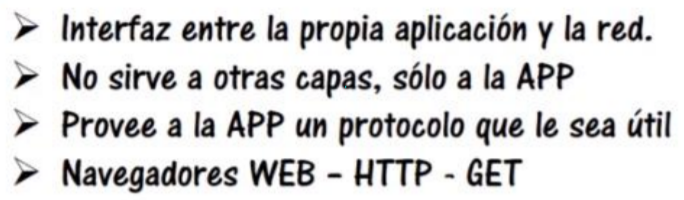 ➢ Interfaz entre la propia aplicación y la red.
➢ No sirve a otras capas, sólo a la APP
➢ Provee a la APP un protocolo que le sea útil
➢ Navegadores WEB – HTTP - GET